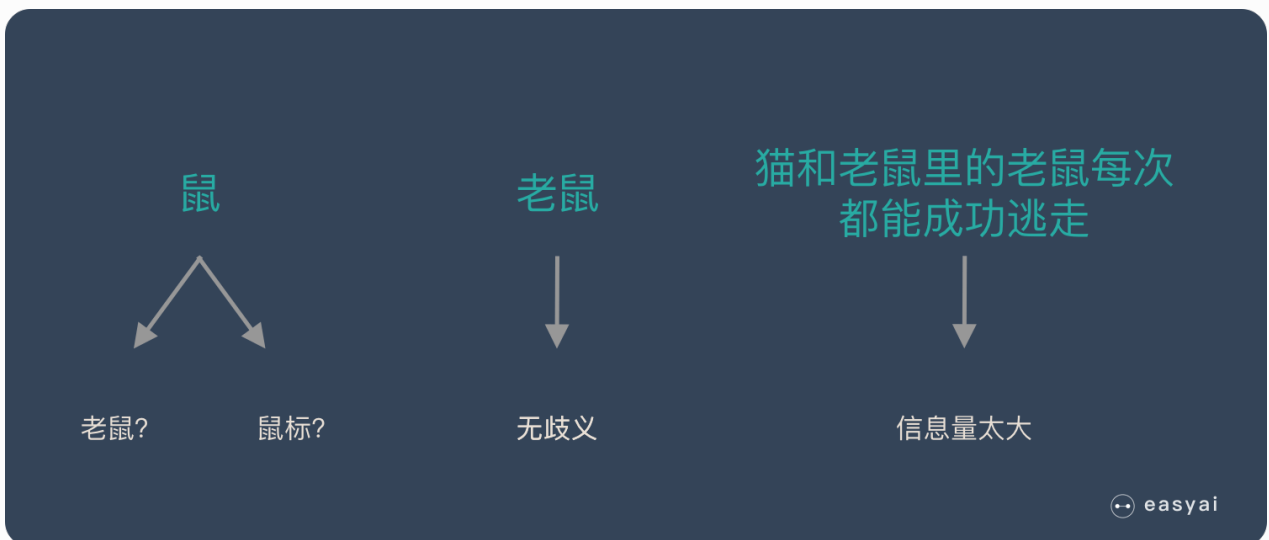 鼠
老鼠
猫和老鼠里的老鼠每次
都能成功逃走
老鼠?
鼠标?
无歧义
信息量太大
easyai